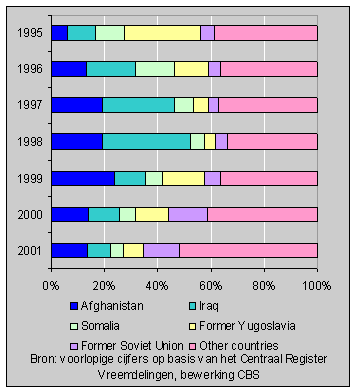 1995
1996
1997
1998
1999
2000
2001
0% 20% 40% 60% 80% 100%
Afghanistan Iraq
Somalia Former Yugoslavia
Former Soviet Union Other countries
Bron: voorlopige cijfers op basis van het Centraal Register
Vreemdelingen, bewerking CBS